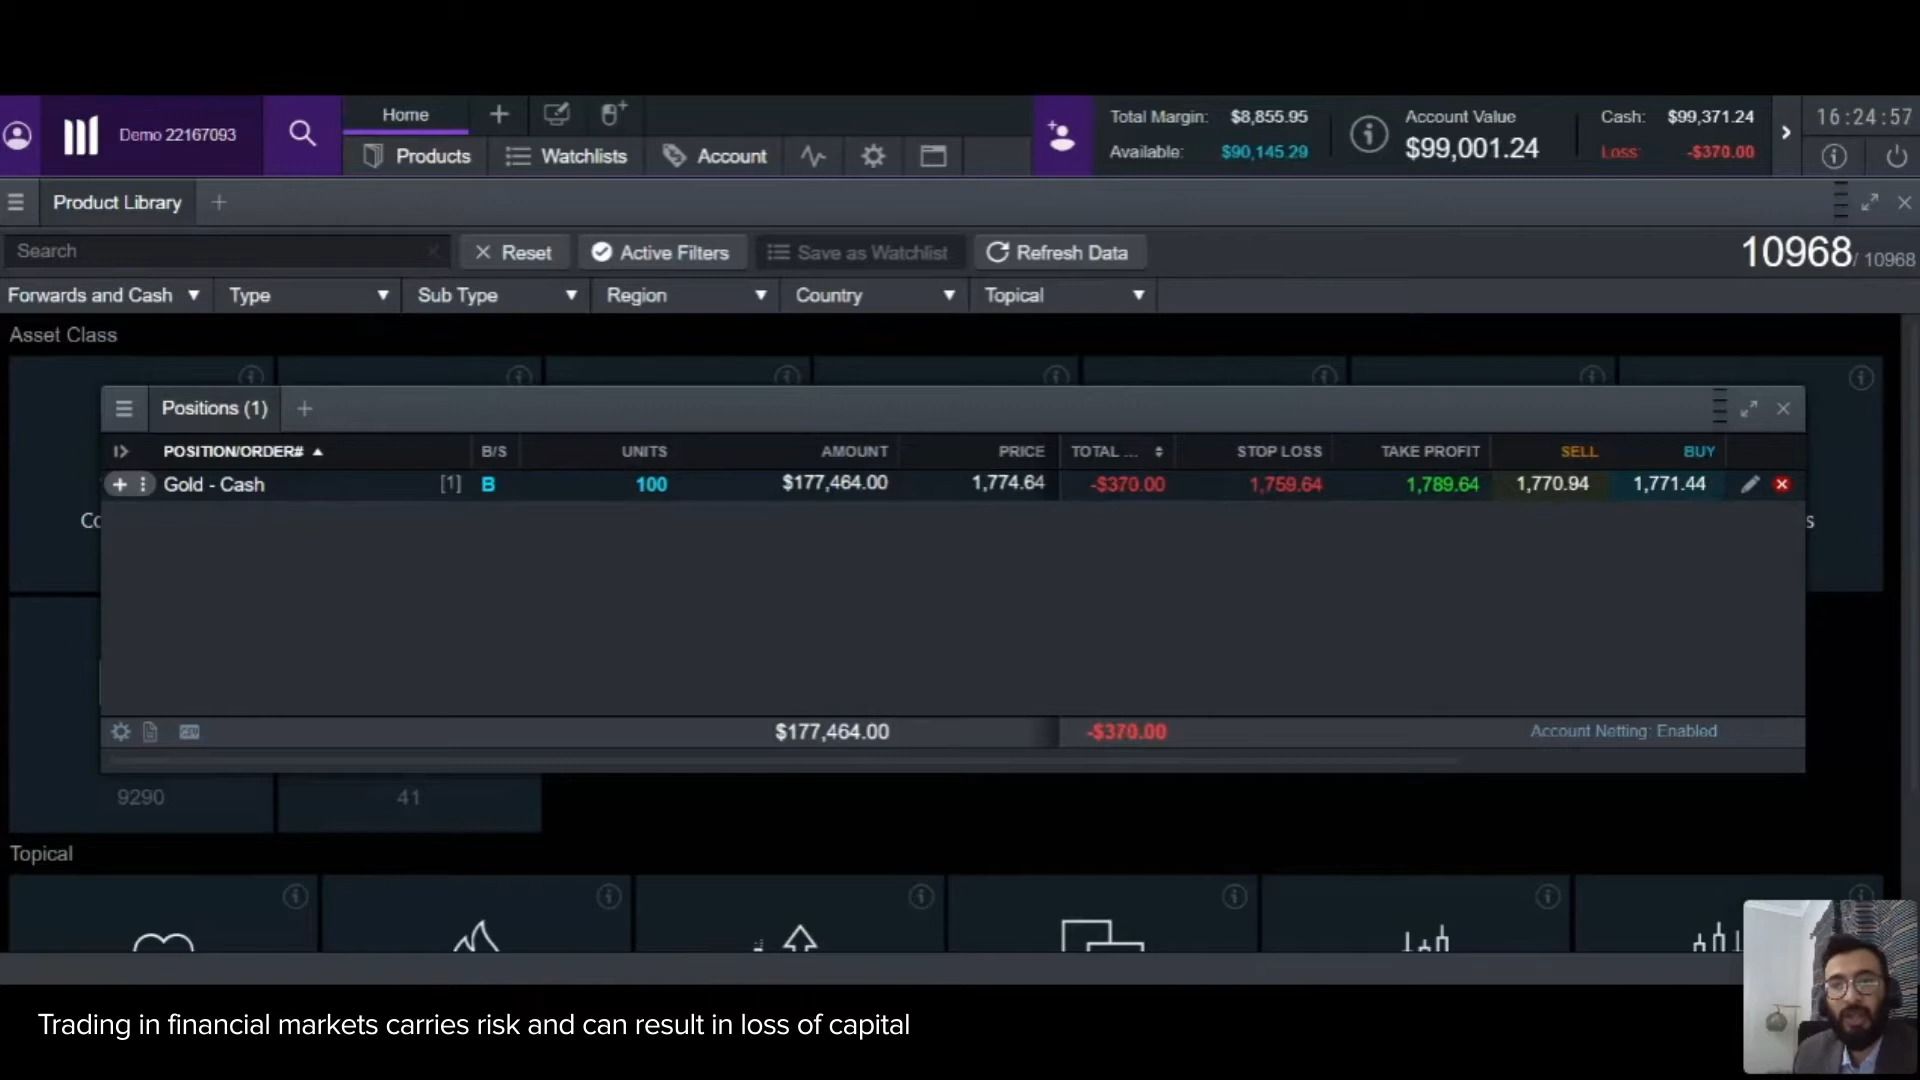 Demo 22167093
Home
Products
Watchlists
Account
Total Margin: $8,855.95
Available: $90,145.29
Account Value
$99,001.24
Cash: $99,371.24
Loss: -$370.00
16:24:57
Product Library
Search
Reset
Active Filters
Save as Watchlist
Refresh Data
10968 / 10968
Forwards and Cash
Type
Sub Type
Region
Country
Topical
Asset Class
Positions (1)
POSITION/ORDER# B/S UNITS AMOUNT PRICE TOTAL ... STOP LOSS TAKE PROFIT SELL BUY
Gold - Cash [1] B 100 $177,464.00 1,774.64 -$370.00 1,759.64 1,789.64 1,770.94 1,771.44
Co
s
$177,464.00 -$370.00 Account Netting: Enabled
9290
41
Topical
Trading in financial markets carries risk and can result in loss of capital